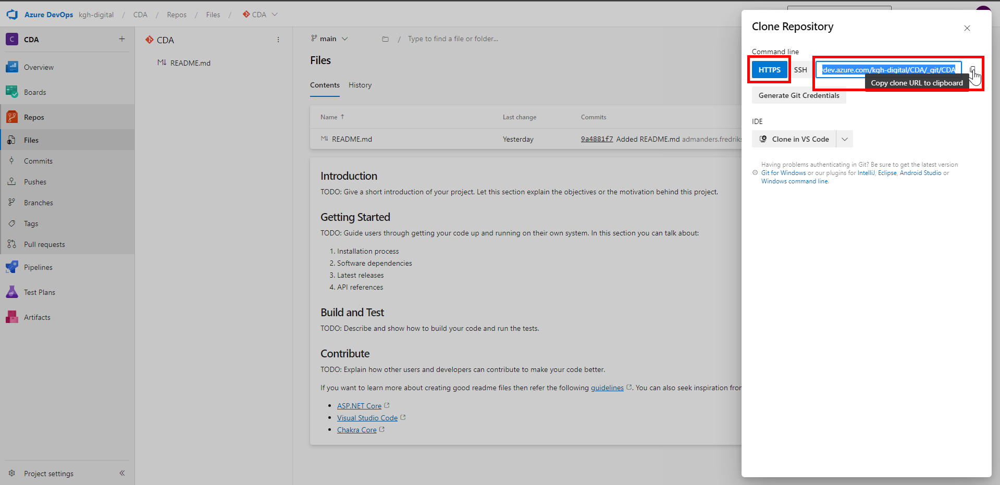 Azure DevOps kgh-digital / CDA / Repos / Files / CDA
C CDA +
Overview
Boards
Repos
Files
Commits
Pushes
Branches
Tags
Pull requests
Pipelines
Test Plans
Artifacts
Project settings
CDA
README.md
main / Type to find a file or folder...
Files
Contents History
Name ↑ Last change Commits
README.md Yesterday 9a4881f7 Added README.md admanders.fredriks
Introduction
TODO: Give a short introduction of your project. Let this section explain the objectives or the motivation behind this project.
Getting Started
TODO: Guide users through getting your code up and running on their own system. In this section you can talk about:
1. Installation process
2. Software dependencies
3. Latest releases
4. API references
Build and Test
TODO: Describe and show how to build your code and run the tests.
Contribute
TODO: Explain how other users and developers can contribute to make your code better.
If you want to learn more about creating good readme files then refer the following guidelines. You can also seek inspiration from
• ASP.NET Core
• Visual Studio Code
• Chakra Core
Clone Repository
Command line
HTTPS SSH dev.azure.com/kgh-digital/CDA/_git/CDA
Copy clone URL to clipboard
Generate Git Credentials
IDE
Clone in VS Code
Having problems authenticating in Git? Be sure to get the latest version
Git for Windows or our plugins for IntelliJ, Eclipse, Android Studio or
Windows command line.